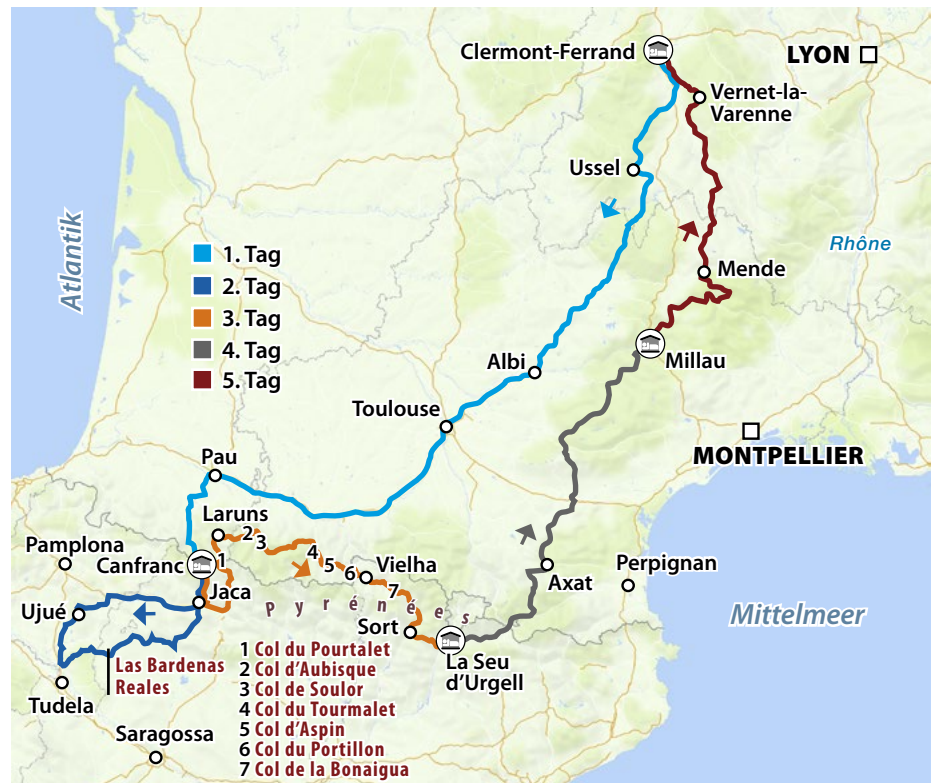 Clermont-Ferrand
LYON
Vernet-la-
Varenne
Ussel
Atlantik
Rhône
1. Tag
2. Tag
3. Tag
4. Tag
5. Tag
Mende
Millau
Albi
Toulouse
MONTPELLIER
Pau
Laruns
2
3
4
5
6
7
1
Vielha
Pamplona
Canfranc
Axat
Perpignan
Jaca
Pyrénées
Ujué
Sort
Mittelmeer
La Seu
d'Urgell
Las Bardenas
Reales
Tudela
Saragossa
1 Col du Pourtalet
2 Col d'Aubisque
3 Col de Soulor
4 Col du Tourmalet
5 Col d'Aspin
6 Col du Portillon
7 Col de la Bonaigua